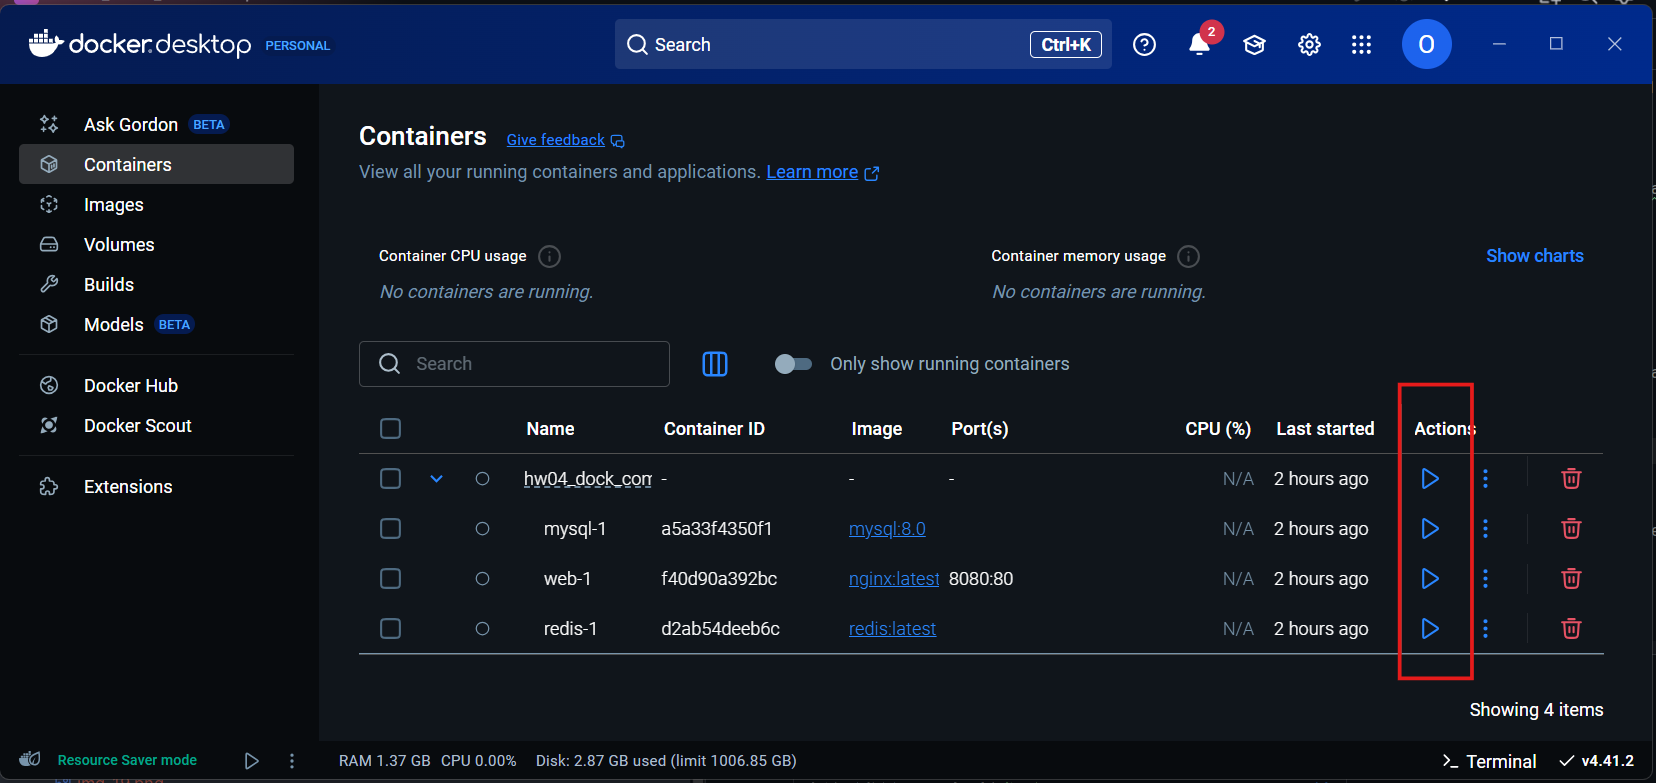 docker.desktop PERSONAL
Search Ctrl+K
2
O
Ask Gordon BETA
Containers
Images
Volumes
Builds
Models BETA
Docker Hub
Docker Scout
Extensions
Containers Give feedback
View all your running containers and applications. Learn more
Container CPU usage
No containers are running.
Container memory usage
No containers are running.
Show charts
Search
Only show running containers
Name Container ID Image Port(s) CPU (%) Last started Actions
hw04_dock_com - - - N/A 2 hours ago
mysql-1 a5a33f4350f1 mysql:8.0 N/A 2 hours ago
web-1 f40d90a392bc nginx:latest 8080:80 N/A 2 hours ago
redis-1 d2ab54deeb6c redis:latest N/A 2 hours ago
Showing 4 items
Resource Saver mode
RAM 1.37 GB CPU 0.00% Disk: 2.87 GB used (limit 1006.85 GB)
Terminal
v4.41.2